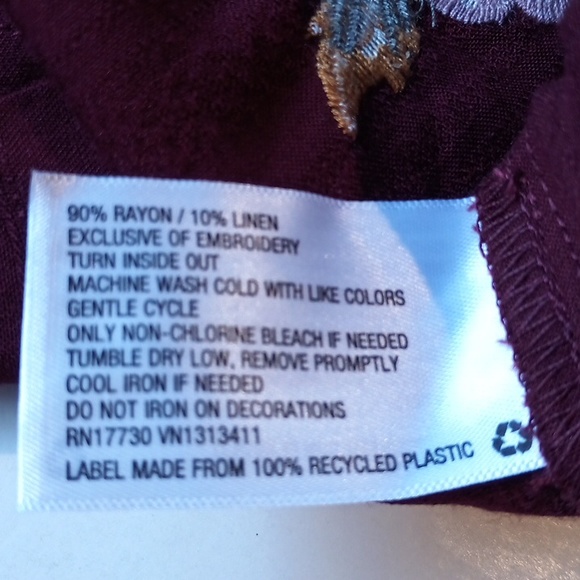 90% RAYON / 10% LINEN
EXCLUSIVE OF EMBROIDERY
TURN INSIDE OUT
MACHINE WASH COLD WITH LIKE COLORS
GENTLE CYCLE
ONLY NON-CHLORINE BLEACH IF NEEDED
TUMBLE DRY LOW, REMOVE PROMPTLY
COOL IRON IF NEEDED
DO NOT IRON ON DECORATIONS
RN17730 VN1313411
LABEL MADE FROM 100% RECYCLED PLASTIC